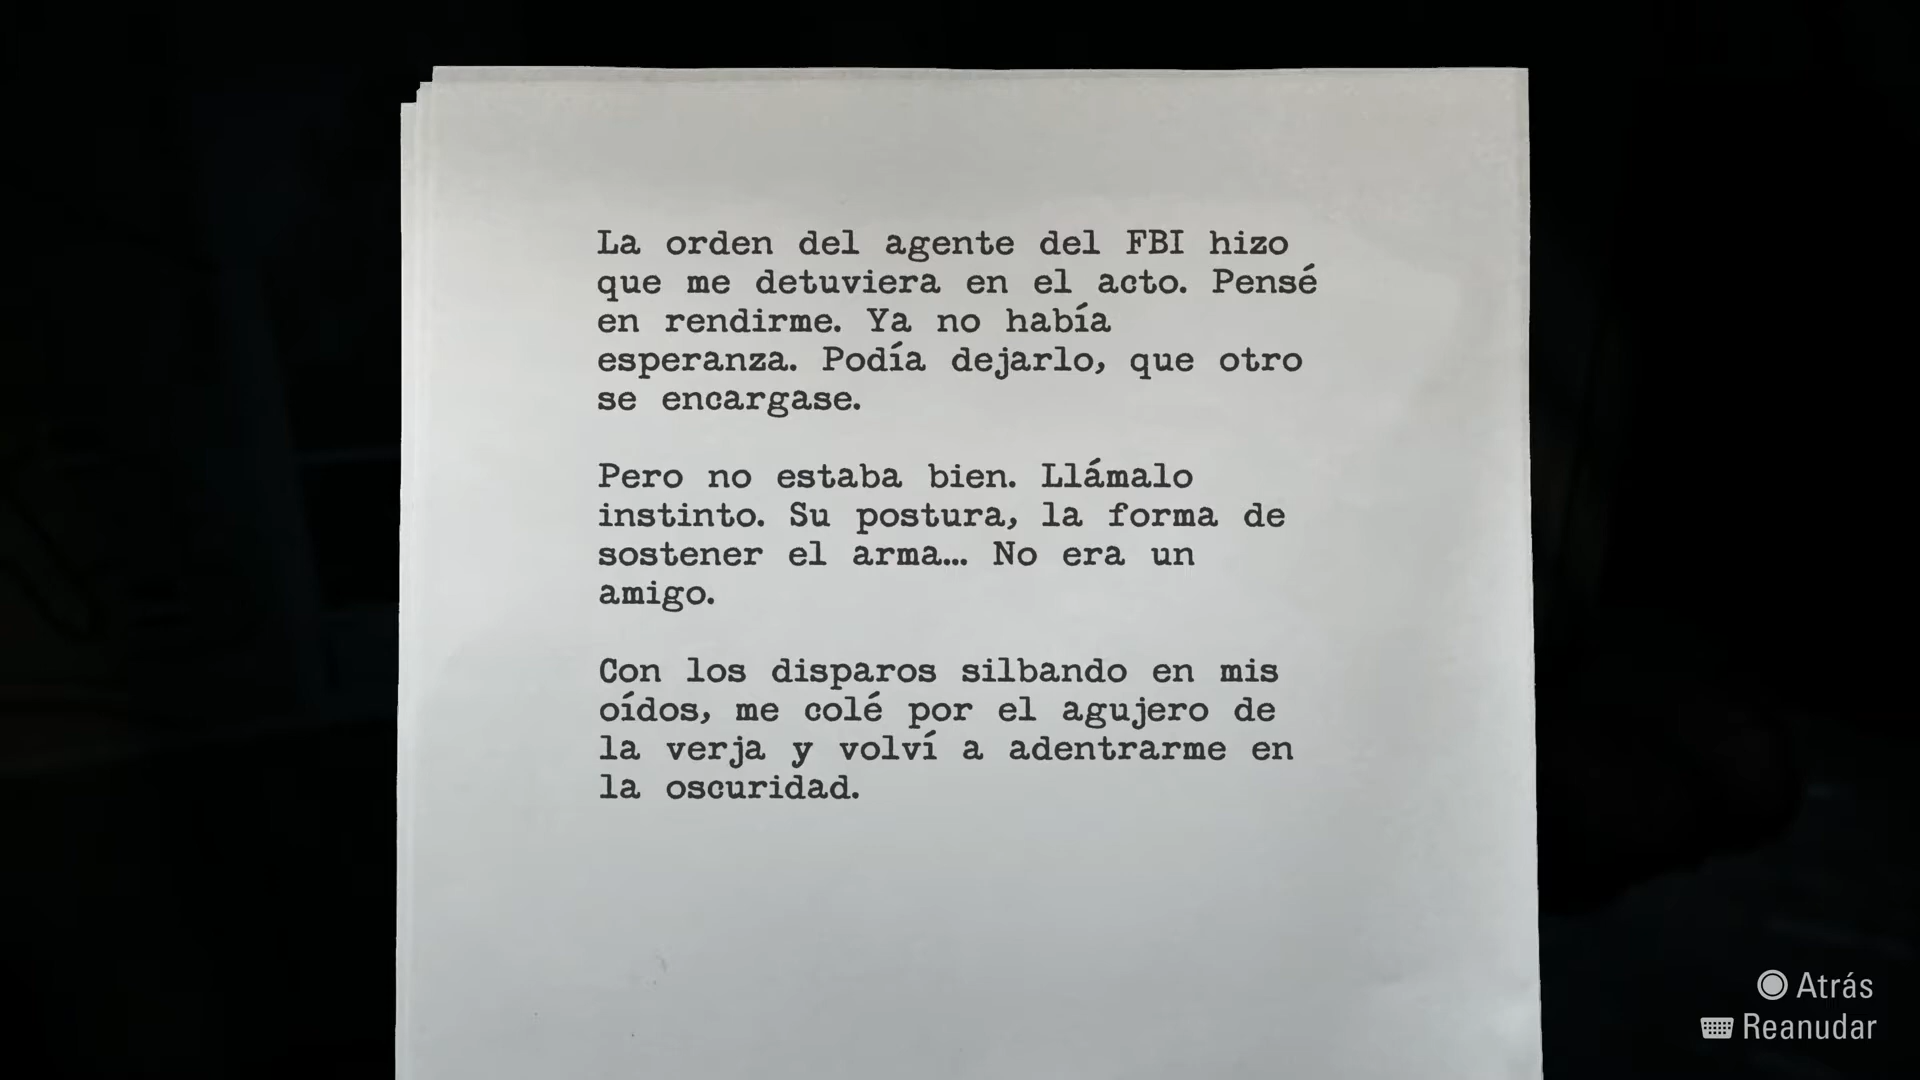 La orden del agente del FBI hizo
que me detuviera en el acto. Pensé
en rendirme. Ya no había
esperanza. Podía dejarlo, que otro
se encargase.
Pero no estaba bien. Llámalo
instinto. Su postura, la forma de
sostener el arma… No era un
amigo.
Con los disparos silbando en mis
oídos, me colé por el agujero de
la verja y volví a adentrarme en
la oscuridad.
Atrás
Reanudar